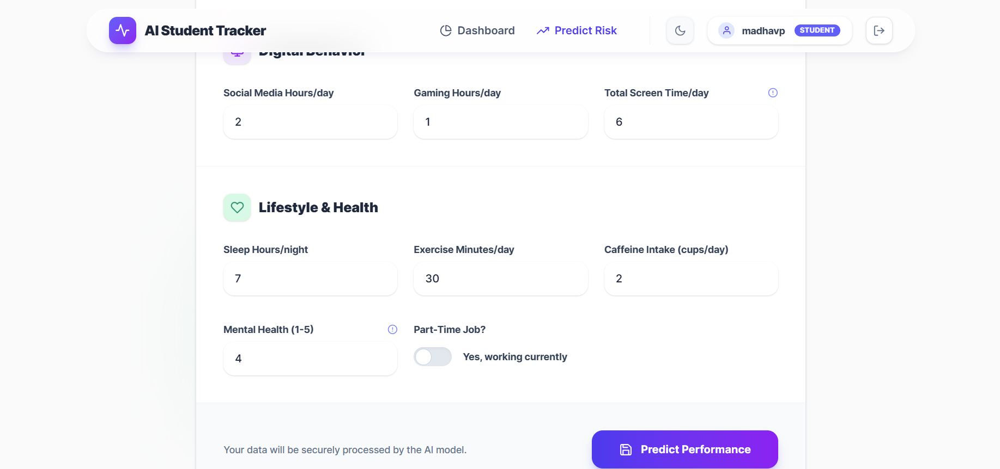 AI Student Tracker
Dashboard
Predict Risk
madhavp
STUDENT
Digital Behavior
Social Media Hours/day
Gaming Hours/day
Total Screen Time/day
2
1
6
Lifestyle & Health
Sleep Hours/night
Exercise Minutes/day
Caffeine Intake (cups/day)
7
30
2
Mental Health (1-5)
Part-Time Job?
4
Yes, working currently
Your data will be securely processed by the AI model.
Predict Performance